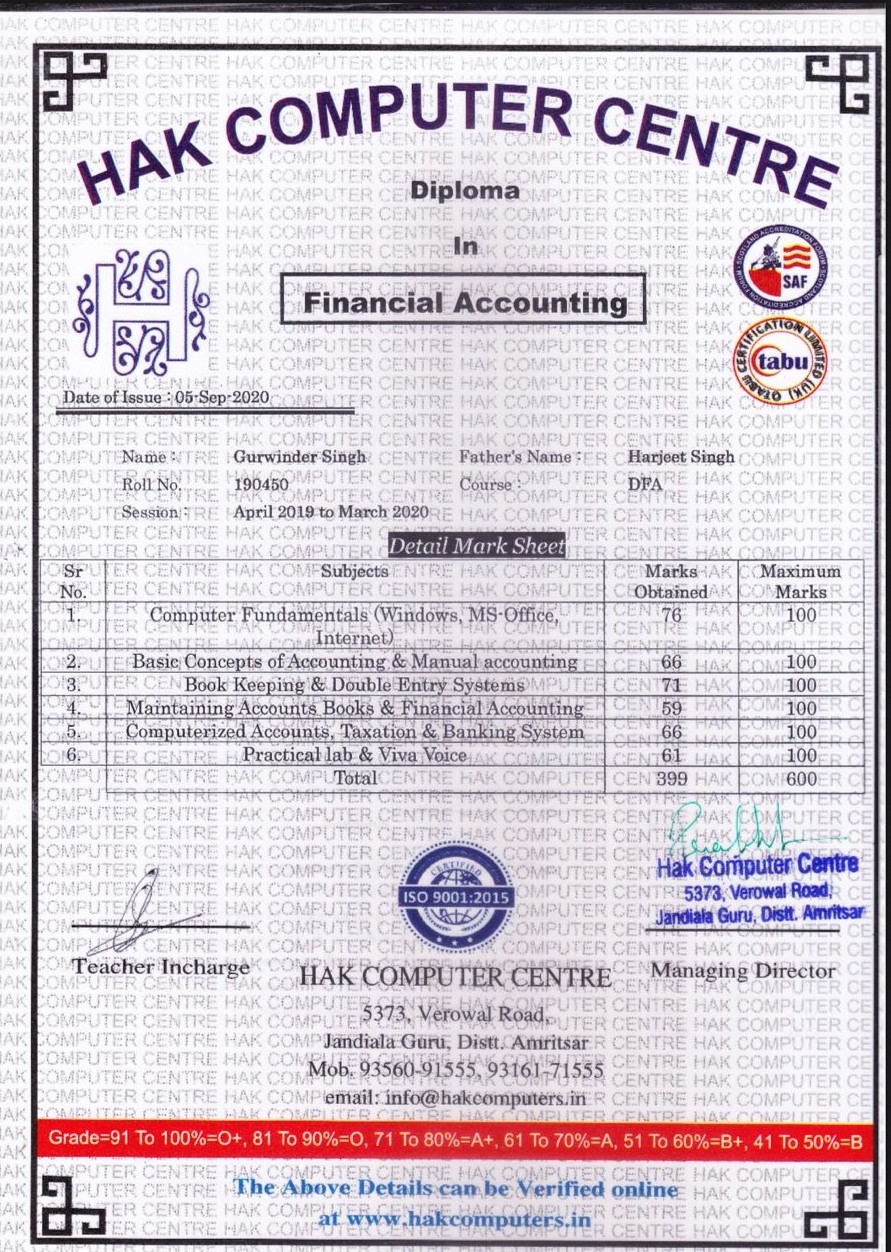 HAK COMPUTER CENTRE
Diploma
In
Financial Accounting
SCOTLAND ACCREDITATION FORUM
SAF
OTABU CERTIFICATION LIMITED (UK)
tabu
Date of Issue : 05-Sep-2020
Name : Gurwinder Singh Father's Name : Harjeet Singh
Roll No. 190450 Course : DFA
Session : April 2019 to March 2020
Detail Mark Sheet
Sr No. Subjects Marks Obtained Maximum Marks
1. Computer Fundamentals (Windows, MS-Office, Internet) 76 100
2. Basic Concepts of Accounting & Manual accounting 66 100
3. Book Keeping & Double Entry Systems 71 100
4. Maintaining Accounts Books & Financial Accounting 59 100
5. Computerized Accounts, Taxation & Banking System 66 100
6. Practical lab & Viva Voice 61 100
Total 399 600
Hak Computer Centre
5373, Verowal Road,
Jandiala Guru, Distt. Amritsar
CERTIFIED
ISO 9001:2015
Teacher Incharge
Managing Director
HAK COMPUTER CENTRE
5373, Verowal Road,
Jandiala Guru, Distt. Amritsar
Mob. 93560-91555, 93161-71555
email: info@hakcomputers.in
Grade=91 To 100%=O+, 81 To 90%=O, 71 To 80%=A+, 61 To 70%=A, 51 To 60%=B+, 41 To 50%=B
The Above Details can be Verified online
at www.hakcomputers.in